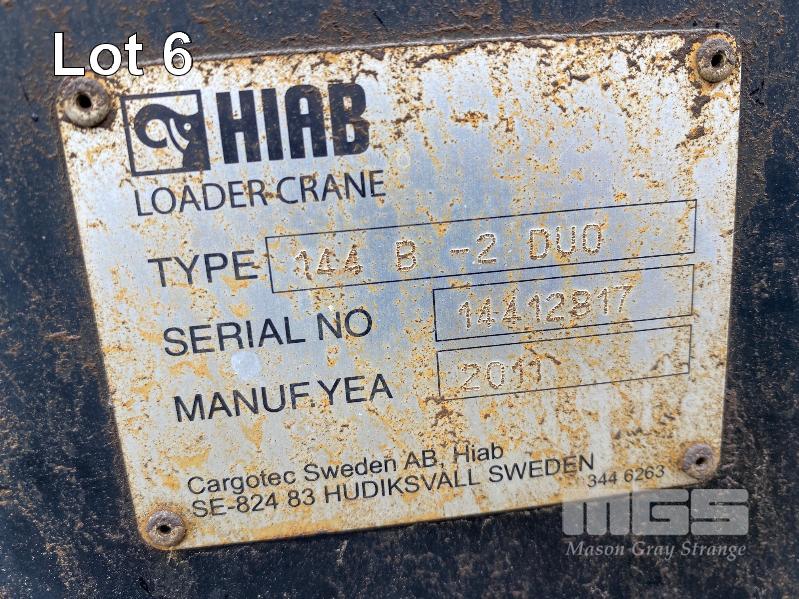 Lot 6
HIAB
LOADER CRANE
TYPE 144 B -2 DUO
SERIAL NO 14412817
MANUF.YEA 2011
Cargotec Sweden AB, Hiab
SE-824 83 HUDIKSVALL SWEDEN
344 6263
MGS
Mason Gray Strange